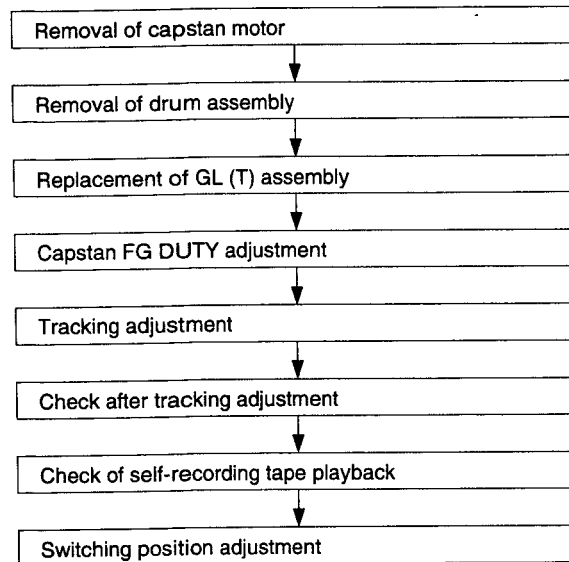 Removal of capstan motor
Removal of drum assembly
Replacement of GL (T) assembly
Capstan FG DUTY adjustment
Tracking adjustment
Check after tracking adjustment
Check of self-recording tape playback
Switching position adjustment